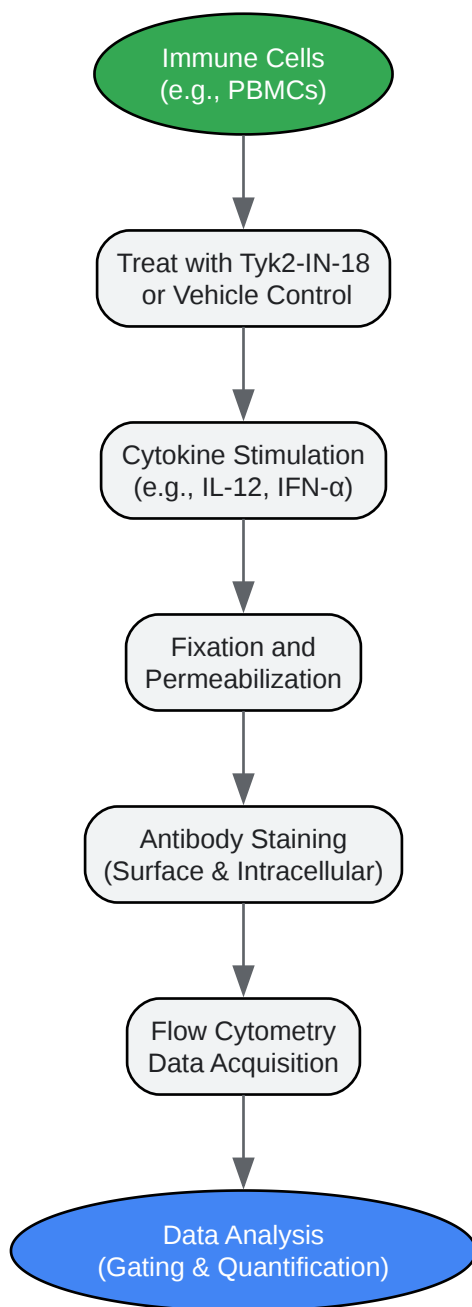 Immune Cells
(e.g., PBMCs)
Treat with Tyk2-IN-18
or Vehicle Control
Cytokine Stimulation
(e.g., IL-12, IFN-α)
Fixation and
Permeabilization
Antibody Staining
(Surface & Intracellular)
Flow Cytometry
Data Acquisition
Data Analysis
(Gating & Quantification)